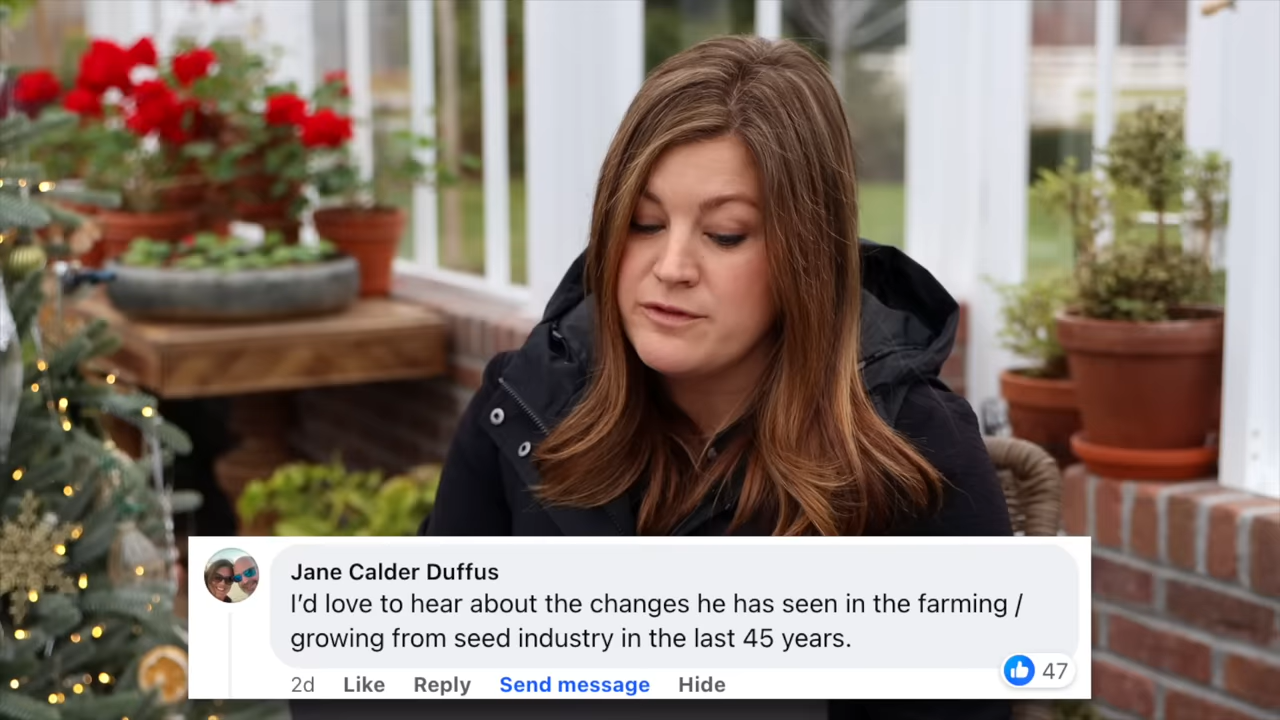 Jane Calder Duffus
I’d love to hear about the changes he has seen in the farming /
growing from seed industry in the last 45 years.
47
2d Like Reply Send message Hide